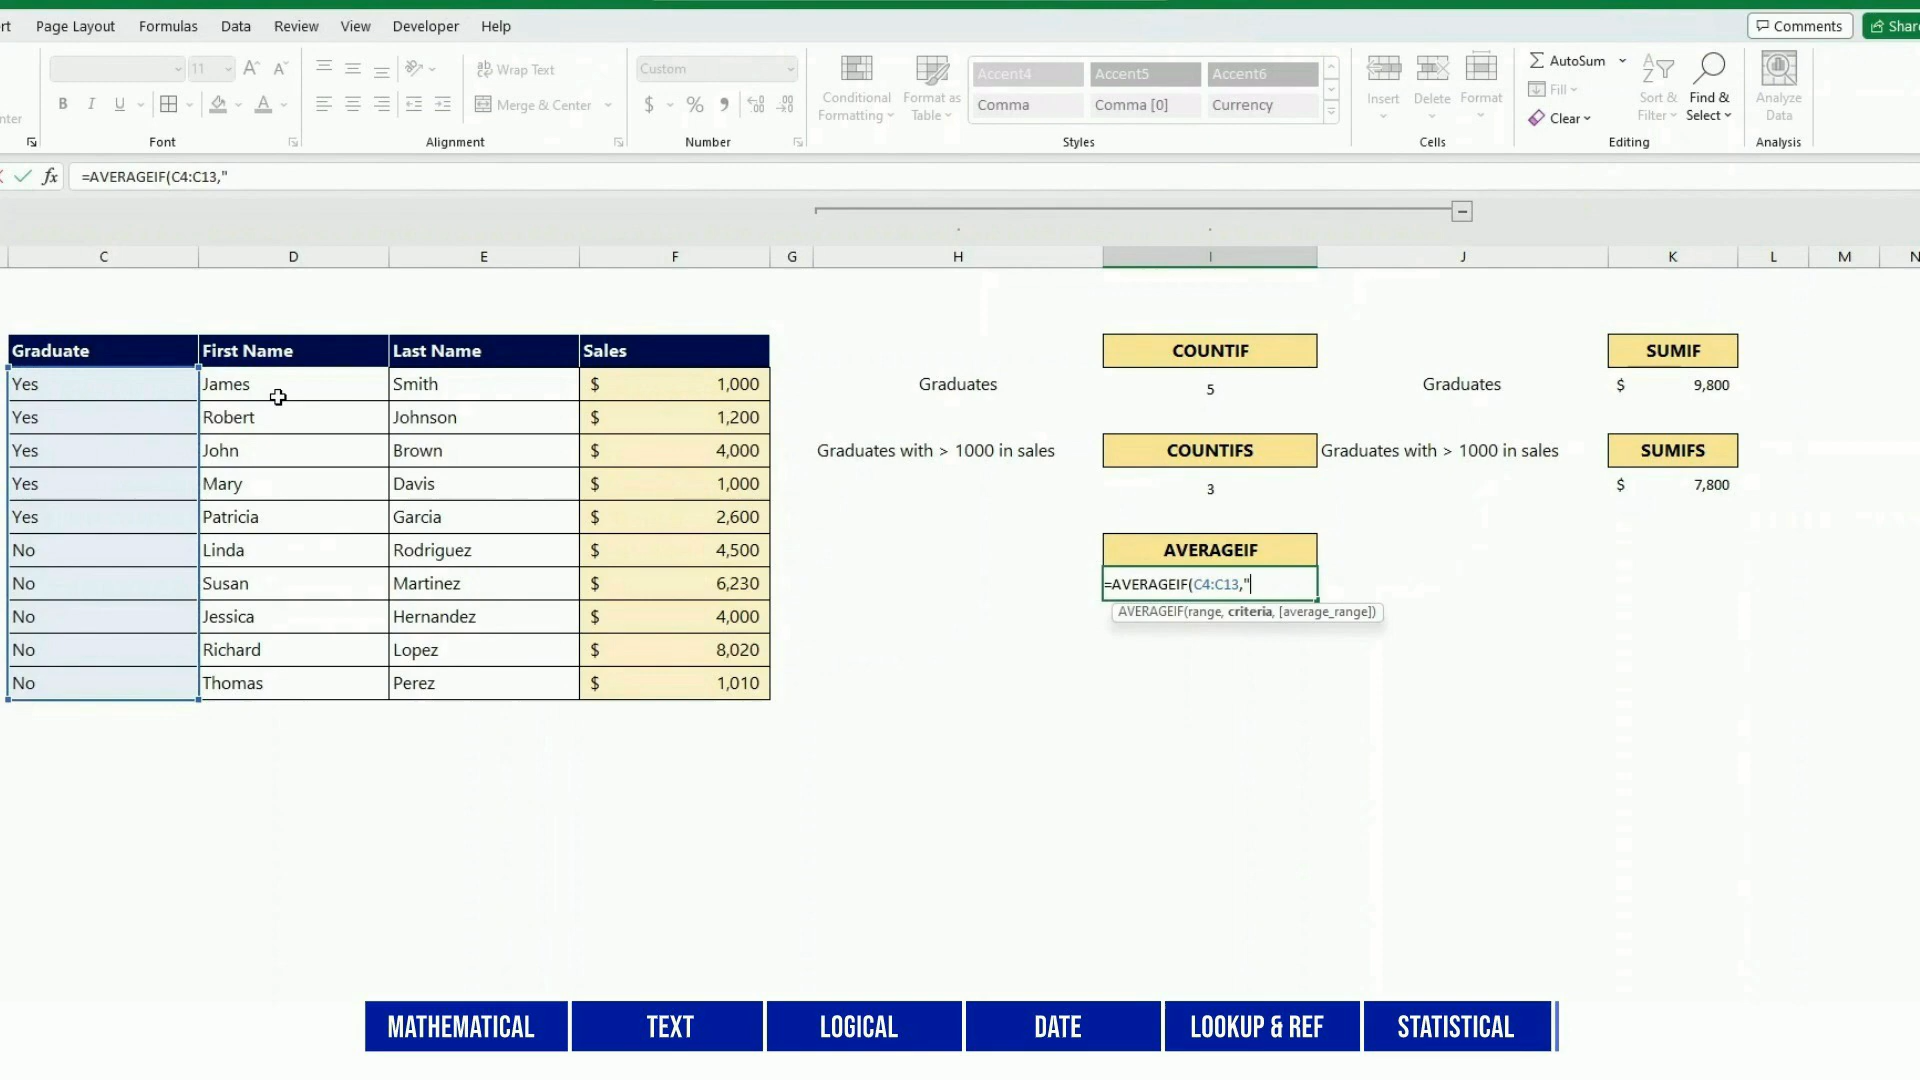 rt Page Layout Formulas Data Review View Developer Help Comments Shar
11 A A Wrap Text Custom Conditional Formatting Format as Table Accent4 Accent5 Accent6 Insert Delete Format AutoSum Sort & Filter Find & Select Analyze Data
B I U A Merge & Center $ % Comma Comma [0] Currency Fill
nter Clear
Font Alignment Number Styles Cells Editing Analysis
fx =AVERAGEIF(C4:C13,"
C D E F G H I J K L M N
Graduate First Name Last Name Sales COUNTIF SUMIF
Yes James Smith $ 1,000 Graduates 5 Graduates $ 9,800
Yes Robert Johnson $ 1,200
Yes John Brown $ 4,000 Graduates with > 1000 in sales COUNTIFS Graduates with > 1000 in sales SUMIFS
Yes Mary Davis $ 1,000 3 $ 7,800
Yes Patricia Garcia $ 2,600
No Linda Rodriguez $ 4,500 AVERAGEIF
No Susan Martinez $ 6,230 =AVERAGEIF(C4:C13,"
No Jessica Hernandez $ 4,000 AVERAGEIF(range, criteria, [average_range])
No Richard Lopez $ 8,020
No Thomas Perez $ 1,010
MATHEMATICAL TEXT LOGICAL DATE LOOKUP & REF STATISTICAL